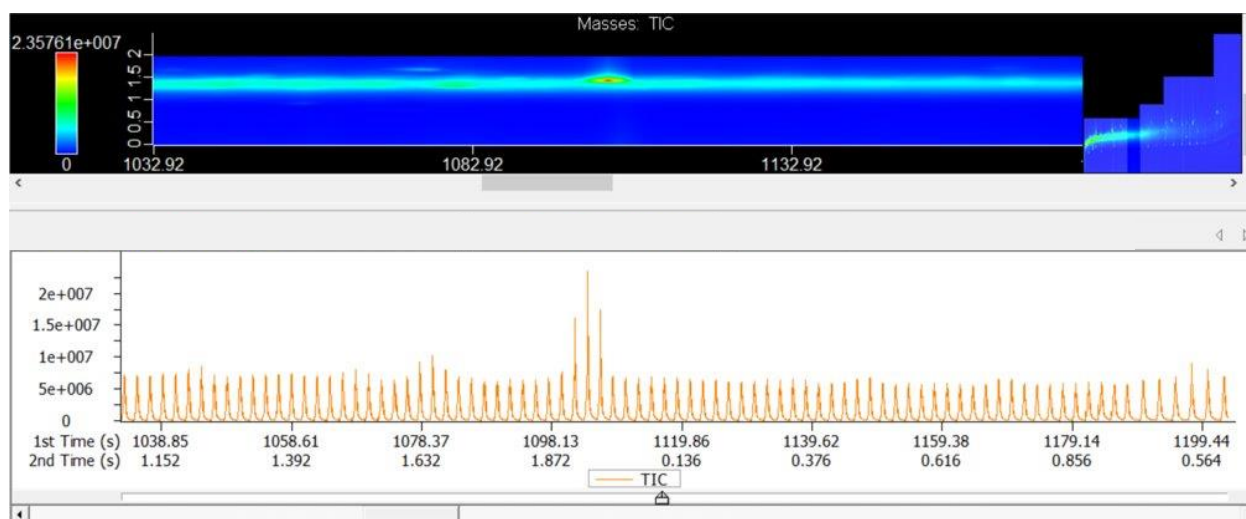 Masses: TIC
2.35761e+007
0
0 0.5 1 1.5 2
1032.92 1082.92 1132.92
2e+007
1.5e+007
1e+007
5e+006
0
1st Time (s) 1038.85 1058.61 1078.37 1098.13 1119.86 1139.62 1159.38 1179.14 1199.44
2nd Time (s) 1.152 1.392 1.632 1.872 0.136 0.376 0.616 0.856 0.564
TIC